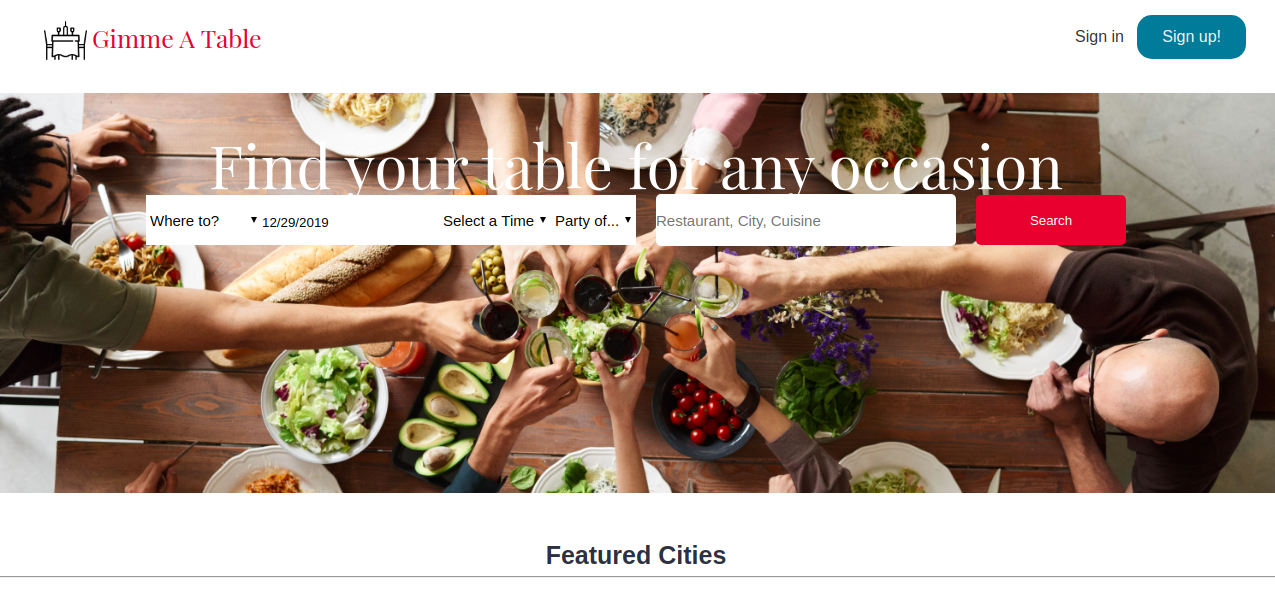 Gimme A Table
Sign in
Sign up!
Find your table for any occasion
Where to?
12/29/2019
Select a Time
Party of...
Restaurant, City, Cuisine
Search
Featured Cities